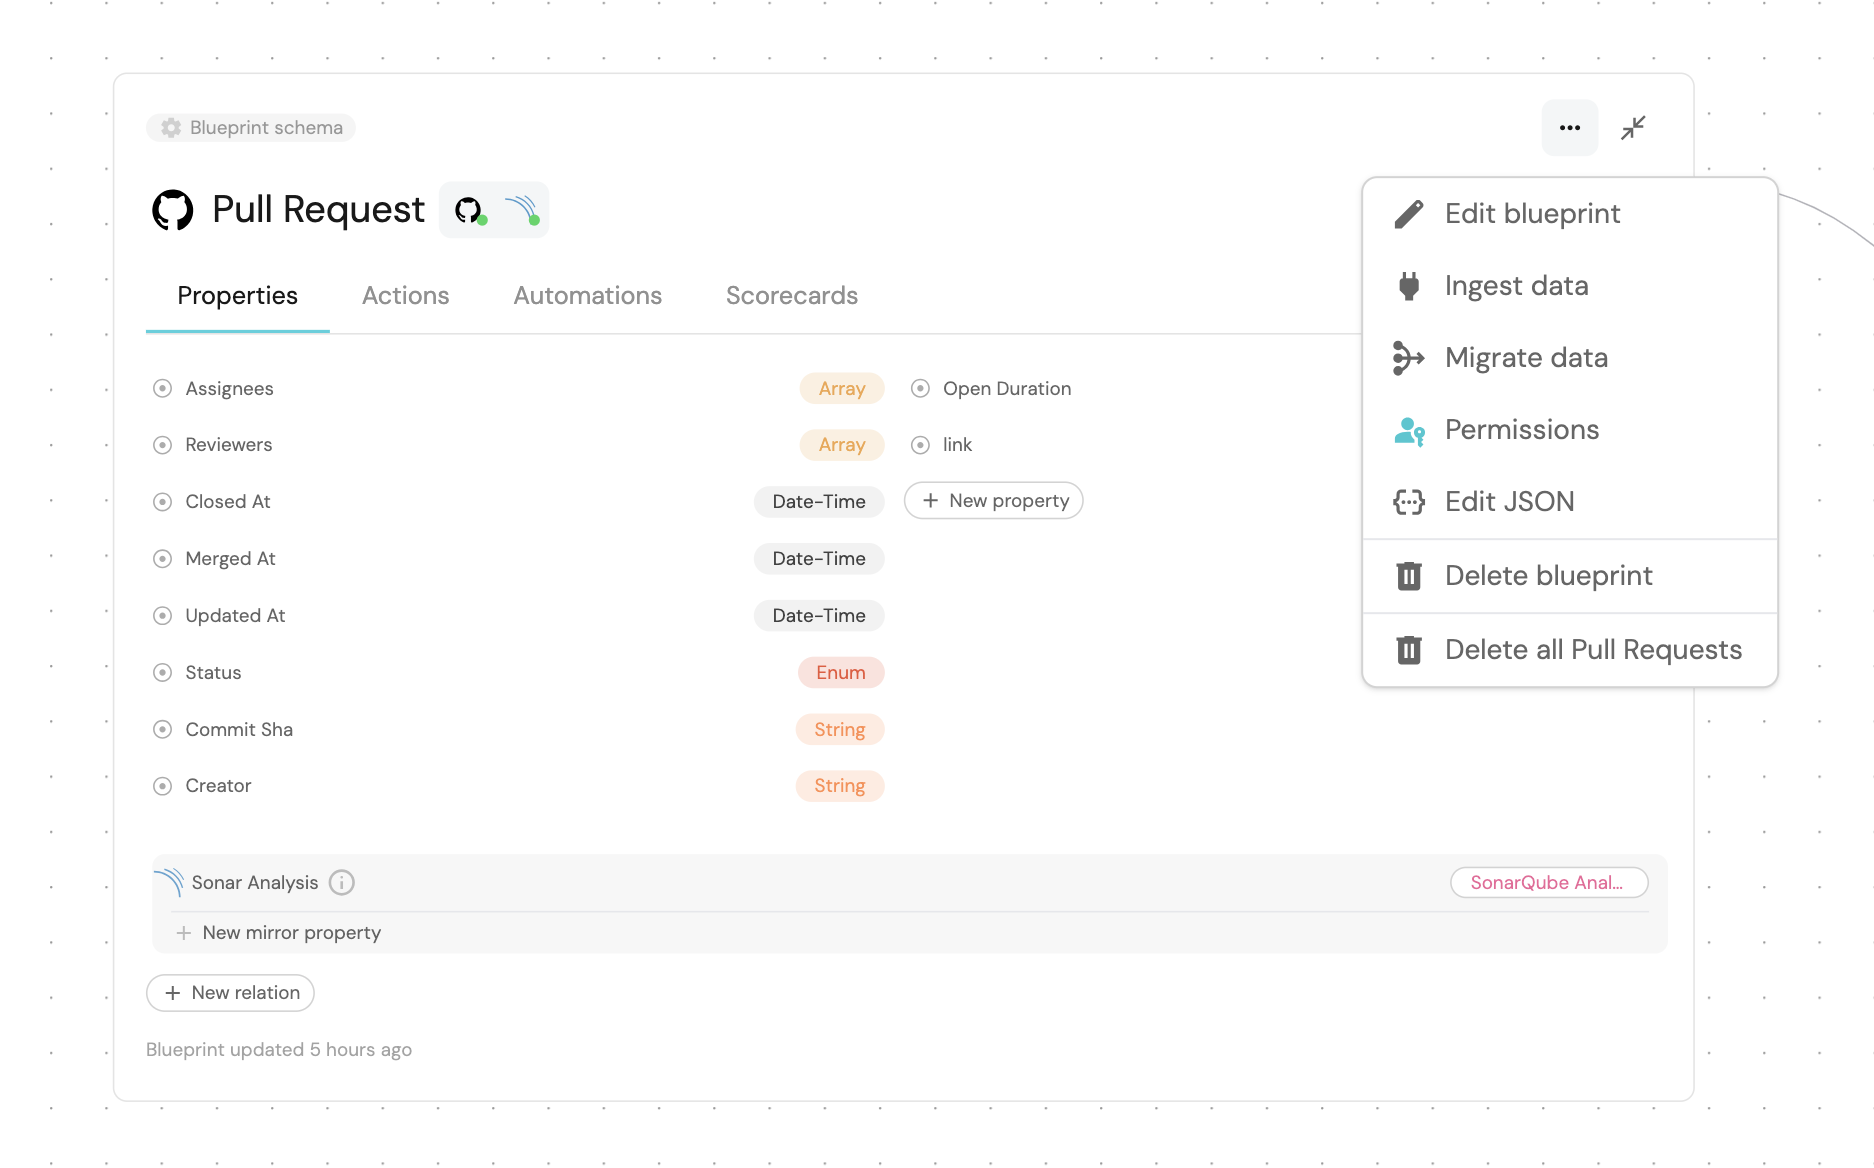 Blueprint schema
Pull Request
Properties
Actions
Automations
Scorecards
Assignees
Array
Open Duration
Reviewers
Array
link
Closed At
Date-Time
New property
Merged At
Date-Time
Updated At
Date-Time
Status
Enum
Commit Sha
String
Creator
String
Edit blueprint
Ingest data
Migrate data
Permissions
Edit JSON
Delete blueprint
Delete all Pull Requests
Sonar Analysis
SonarQube Anal...
New mirror property
New relation
Blueprint updated 5 hours ago